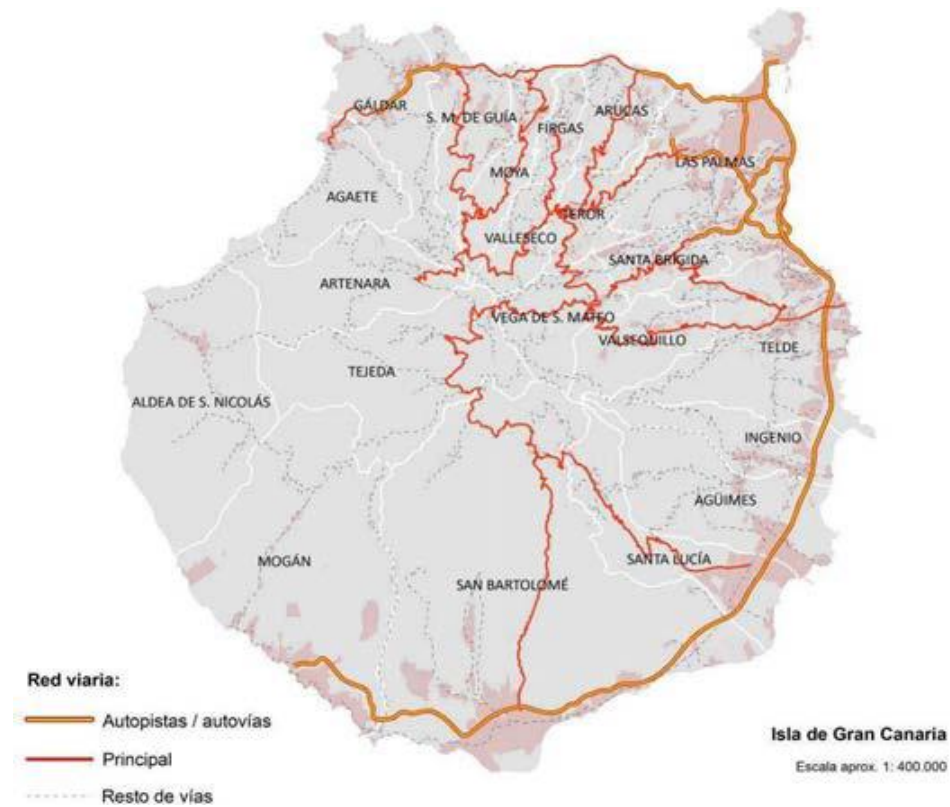 GÁLDAR
S. M. DE GUÍA
FIRGAS
ARUCAS
LAS PALMAS
MOYA
AGAETE
TEROR
VALLESECO
SANTA BRÍGIDA
ARTENARA
VEGA DE S. MATEO
VALSEQUILLO
TELDE
TEJEDA
ALDEA DE S. NICOLÁS
INGENIO
AGÜIMES
MOGÁN
SANTA LUCÍA
SAN BARTOLOMÉ
Red viaria:
Autopistas / autovías
Principal
Resto de vías
Isla de Gran Canaria
Escala aprox. 1: 400.000